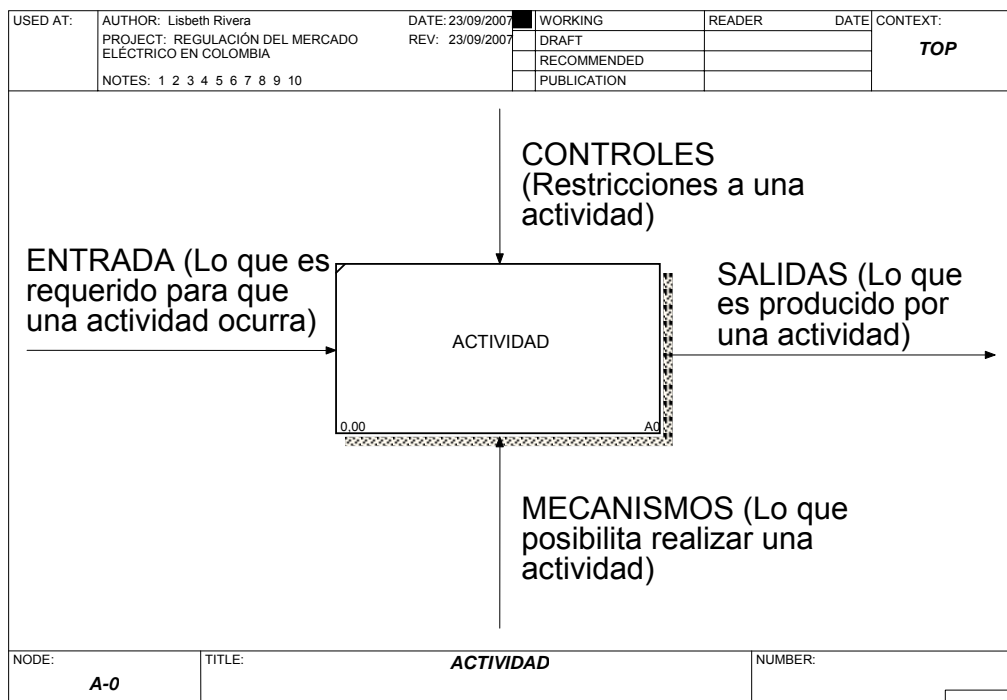 USED AT:
AUTHOR: Lisbeth Rivera
DATE: 23/09/2007
PROJECT: REGULACIÓN DEL MERCADO
ELÉCTRICO EN COLOMBIA
REV: 23/09/2007
NOTES: 1 2 3 4 5 6 7 8 9 10
WORKING
DRAFT
RECOMMENDED
PUBLICATION
READER DATE
CONTEXT:
TOP
CONTROLES
(Restricciones a una
actividad)
ENTRADA (Lo que es
requerido para que
una actividad ocurra)
ACTIVIDAD
0,00
A0
SALIDAS (Lo que
es producido por
una actividad)
MECANISMOS (Lo que
posibilita realizar una
actividad)
NODE:
A-0
TITLE:
ACTIVIDAD
NUMBER: